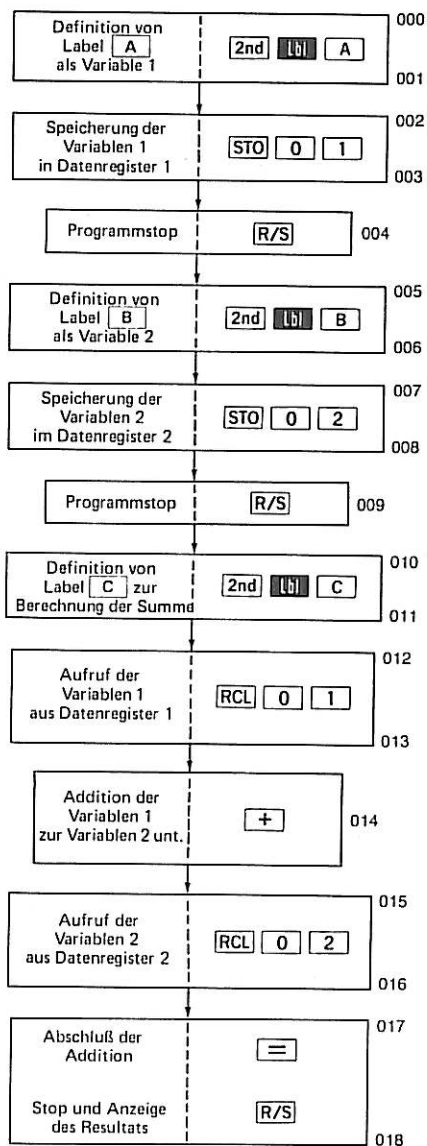 000
Definition von
Label A
als Variable 1
2nd Lbl A
001
002
Speicherung der
Variablen 1
in Datenregister 1
STO 0 1
003
Programmstop
R/S
004
005
Definition von
Label B
als Variable 2
2nd Lbl B
006
007
Speicherung der
Variablen 2
im Datenregister 2
STO 0 2
008
Programmstop
R/S
009
010
Definition von
Label C zur
Berechnung der Summe
2nd Lbl C
011
012
Aufruf der
Variablen 1
aus Datenregister 1
RCL 0 1
013
Addition der
Variablen 1
zur Variablen 2 unt.
+
014
015
Aufruf der
Variablen 2
aus Datenregister 2
RCL 0 2
016
017
Abschluß der
Addition
=
Stop und Anzeige
des Resultats
R/S
018